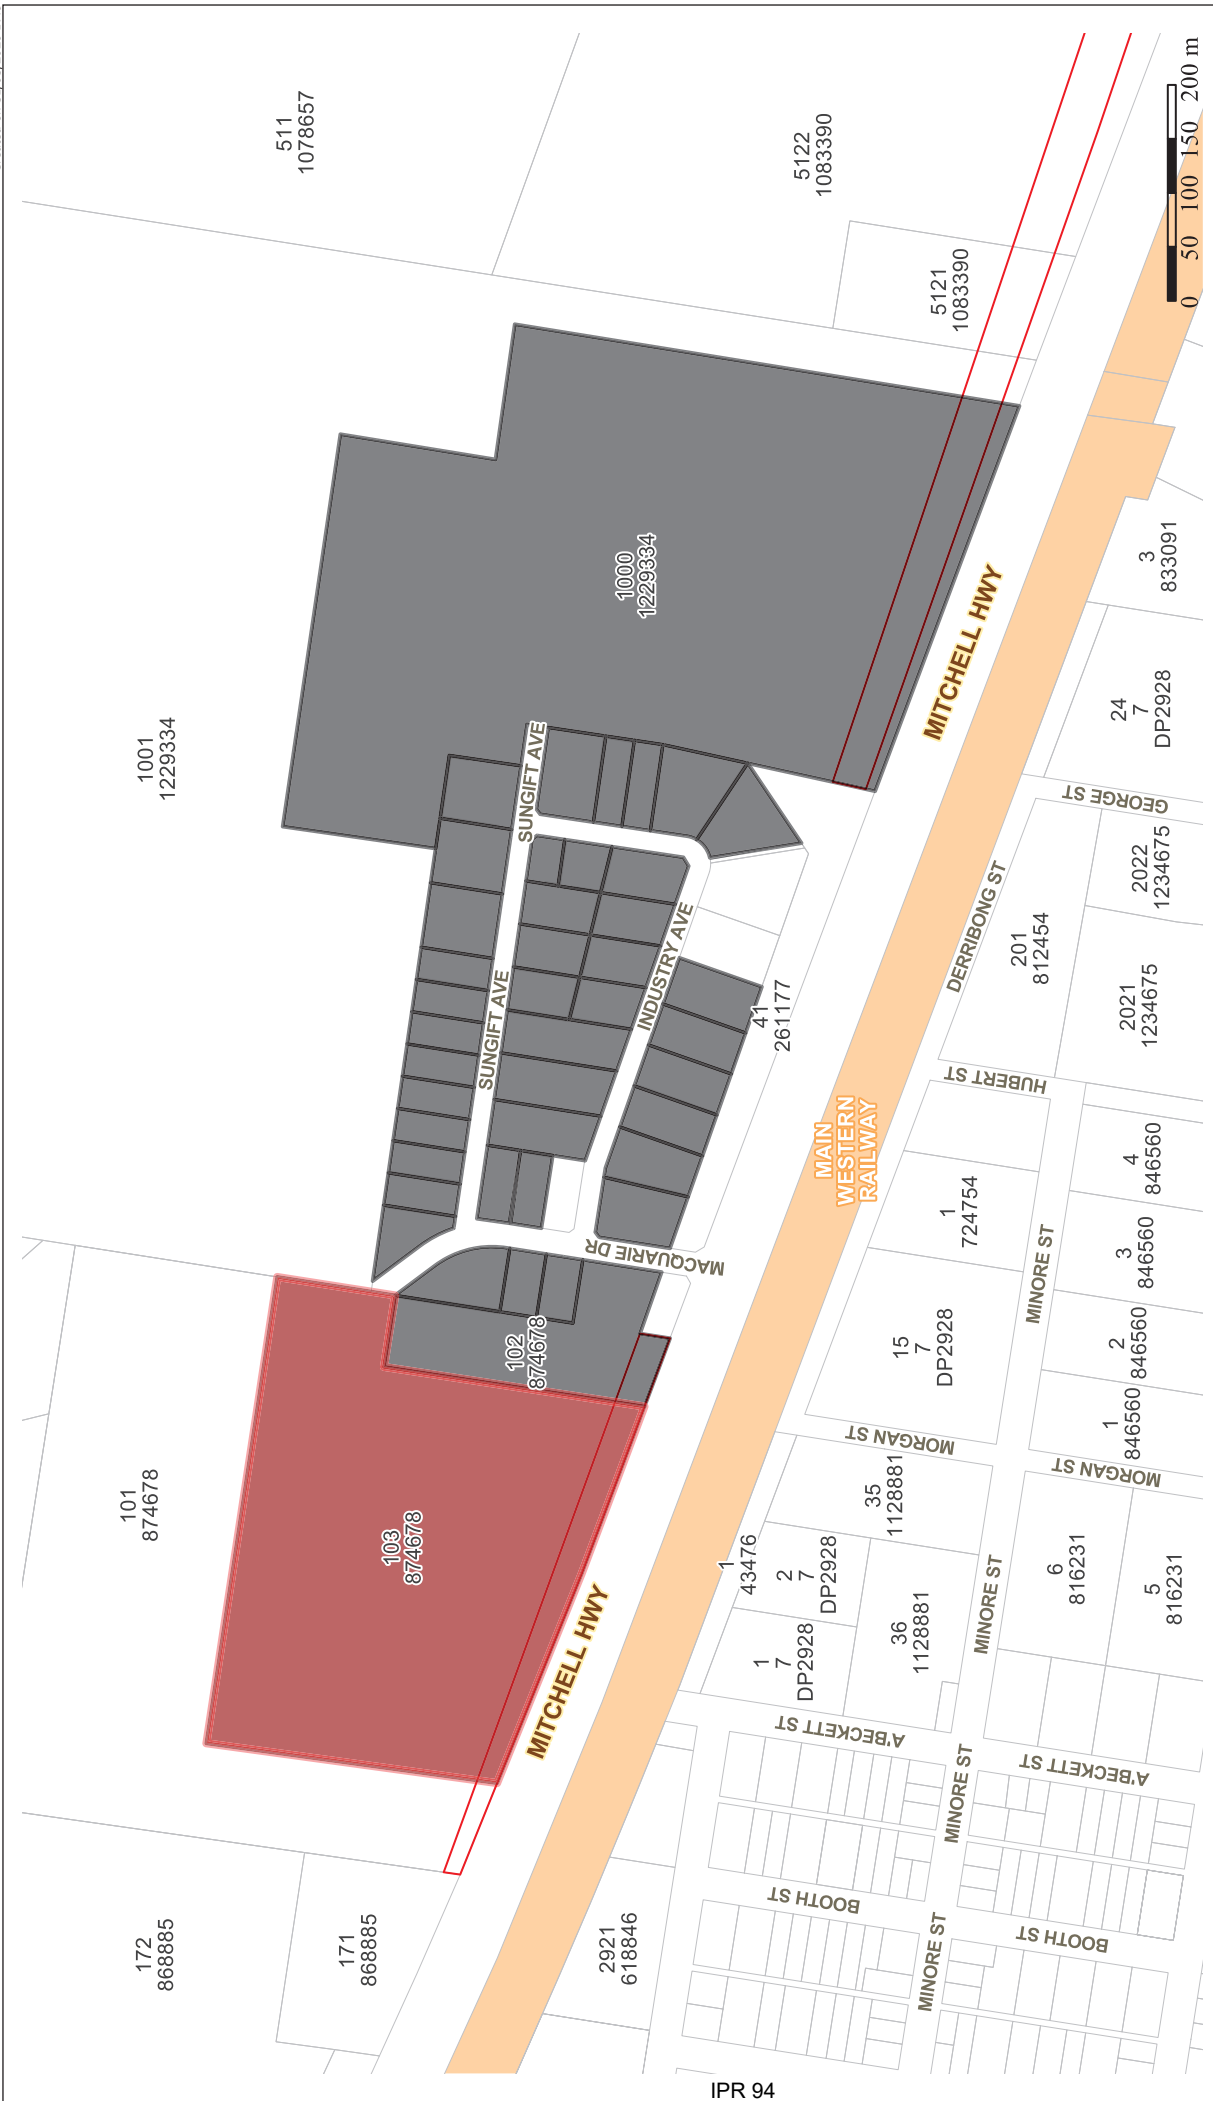 511
1078657
5122
1083390
5121
1083390
0 50 100 150 200 m
1000
1229334
1001
1229334
MITCHELL HWY
3
833091
24
7
DP2928
GEORGE ST
SUNGIFT AVE
2022
1234675
DERRIBONG ST
201
812454
2021
1234675
INDUSTRY AVE
SUNGIFT AVE
41
261177
HUBERT ST
MAIN
WESTERN
RAILWAY
4
846560
1
724754
3
846560
MINORE ST
MACQUARIE DR
102
874678
15
7
DP2928
2
846560
1
846560
MORGAN ST
MORGAN ST
101
874678
103
874678
35
1128881
1
43476
2
7
DP2928
6
816231
5
816231
MINORE ST
36
1128881
1
7
DP2928
MITCHELL HWY
A'BECKETT ST
A'BECKETT ST
MINORE ST
172
868885
171
868885
2921
618846
BOOTH ST
BOOTH ST
MINORE ST
IPR 94